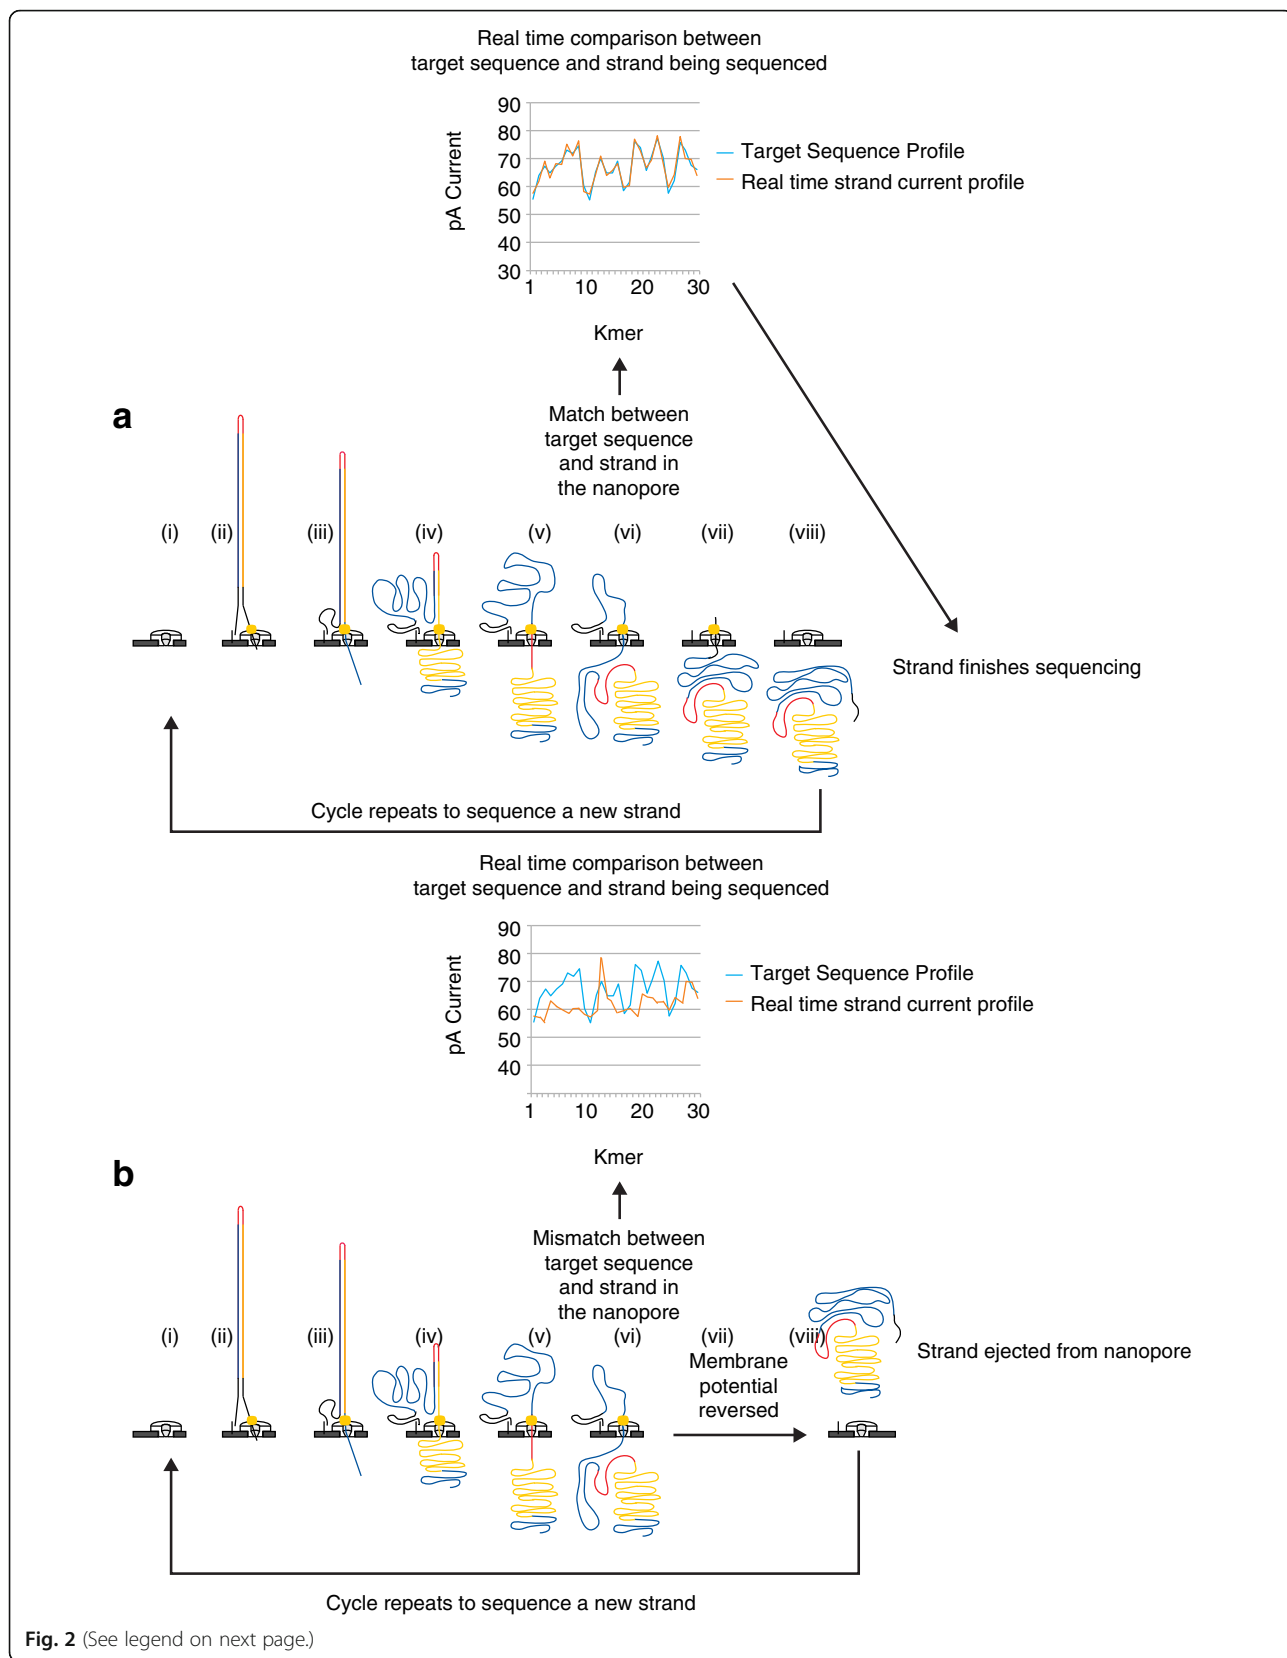 Real time comparison between
target sequence and strand being sequenced
90
80
70
60
50
40
30
pA Current
1 10 20 30
Kmer
Target Sequence Profile
Real time strand current profile
Match between
target sequence
and strand in
the nanopore
a
(i) (ii) (iii) (iv) (v) (vi) (vii) (viii)
Strand finishes sequencing
Cycle repeats to sequence a new strand
Real time comparison between
target sequence and strand being sequenced
90
80
70
60
50
40
pA Current
1 10 20 30
Kmer
Target Sequence Profile
Real time strand current profile
b
Mismatch between
target sequence
and strand in
the nanopore
(i) (ii) (iii) (iv) (v) (vi) (vii) (viii)
Membrane
potential
reversed
Strand ejected from nanopore
Cycle repeats to sequence a new strand
Fig. 2 (See legend on next page.)